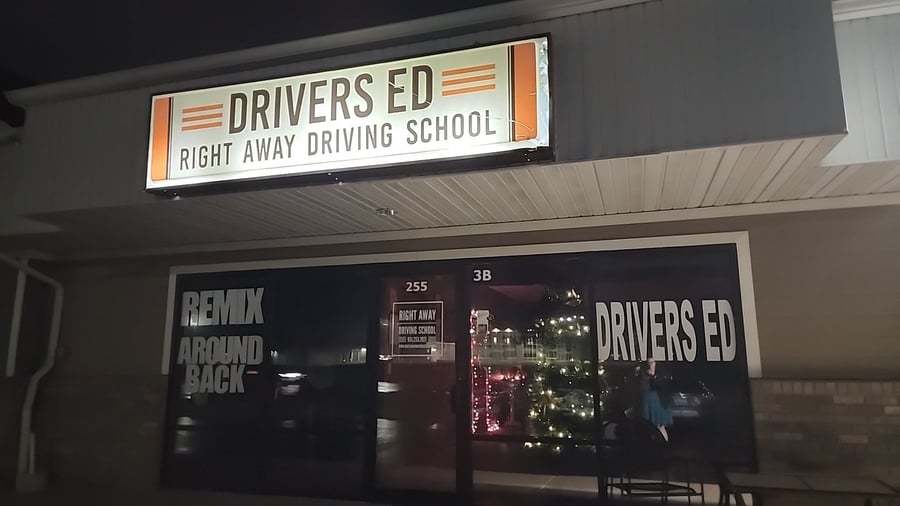 DRIVERS ED
RIGHT AWAY DRIVING SCHOOL
REMIX
AROUND
BACK
255
RIGHT AWAY
DRIVING SCHOOL
3B
DRIVERS ED